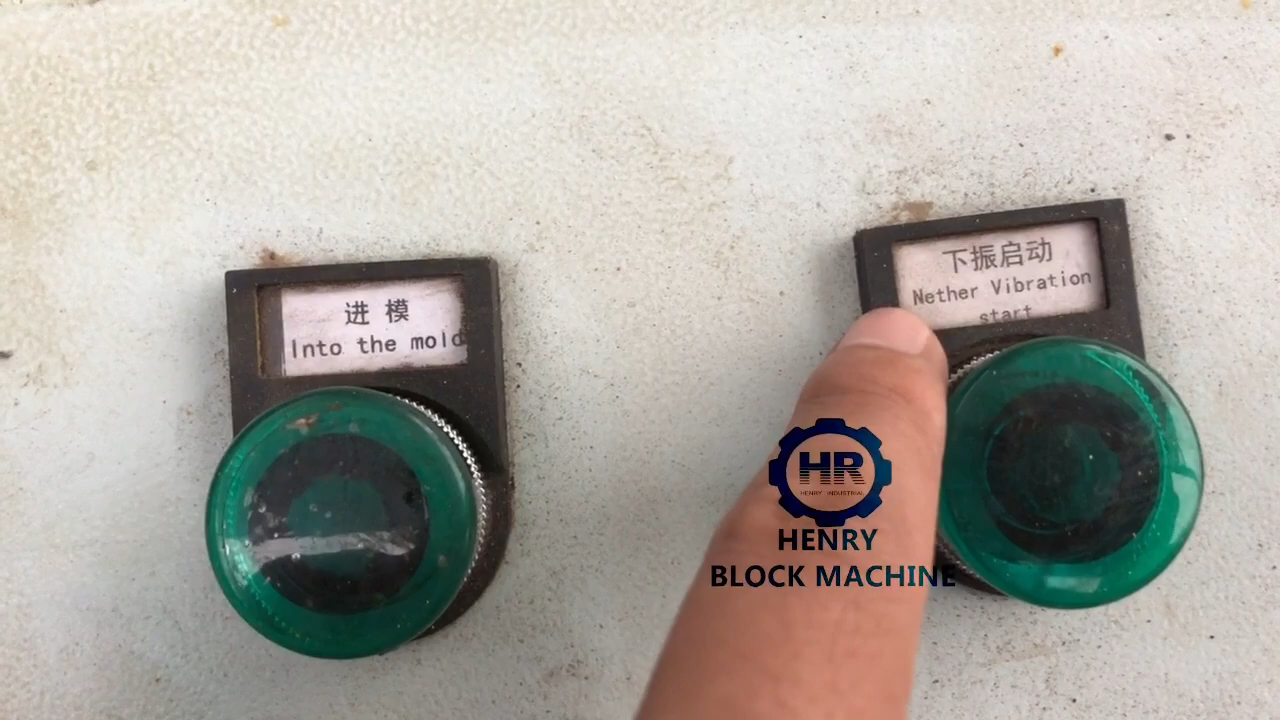 进 模
Into the mold
下振启动
Nether Vibration
start
HR
HENRY INDUSTRIAL
HENRY
BLOCK MACHINE